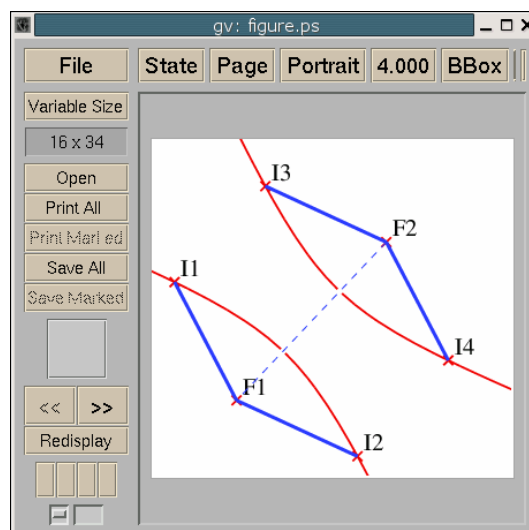 gv: figure.ps
File State Page Portrait 4.000 BBox
Variable Size
16 x 34
Open
Print All
Print Marked
Save All
Save Marked
<< >>
Redisplay
I3
F2
I1
I4
F1
I2